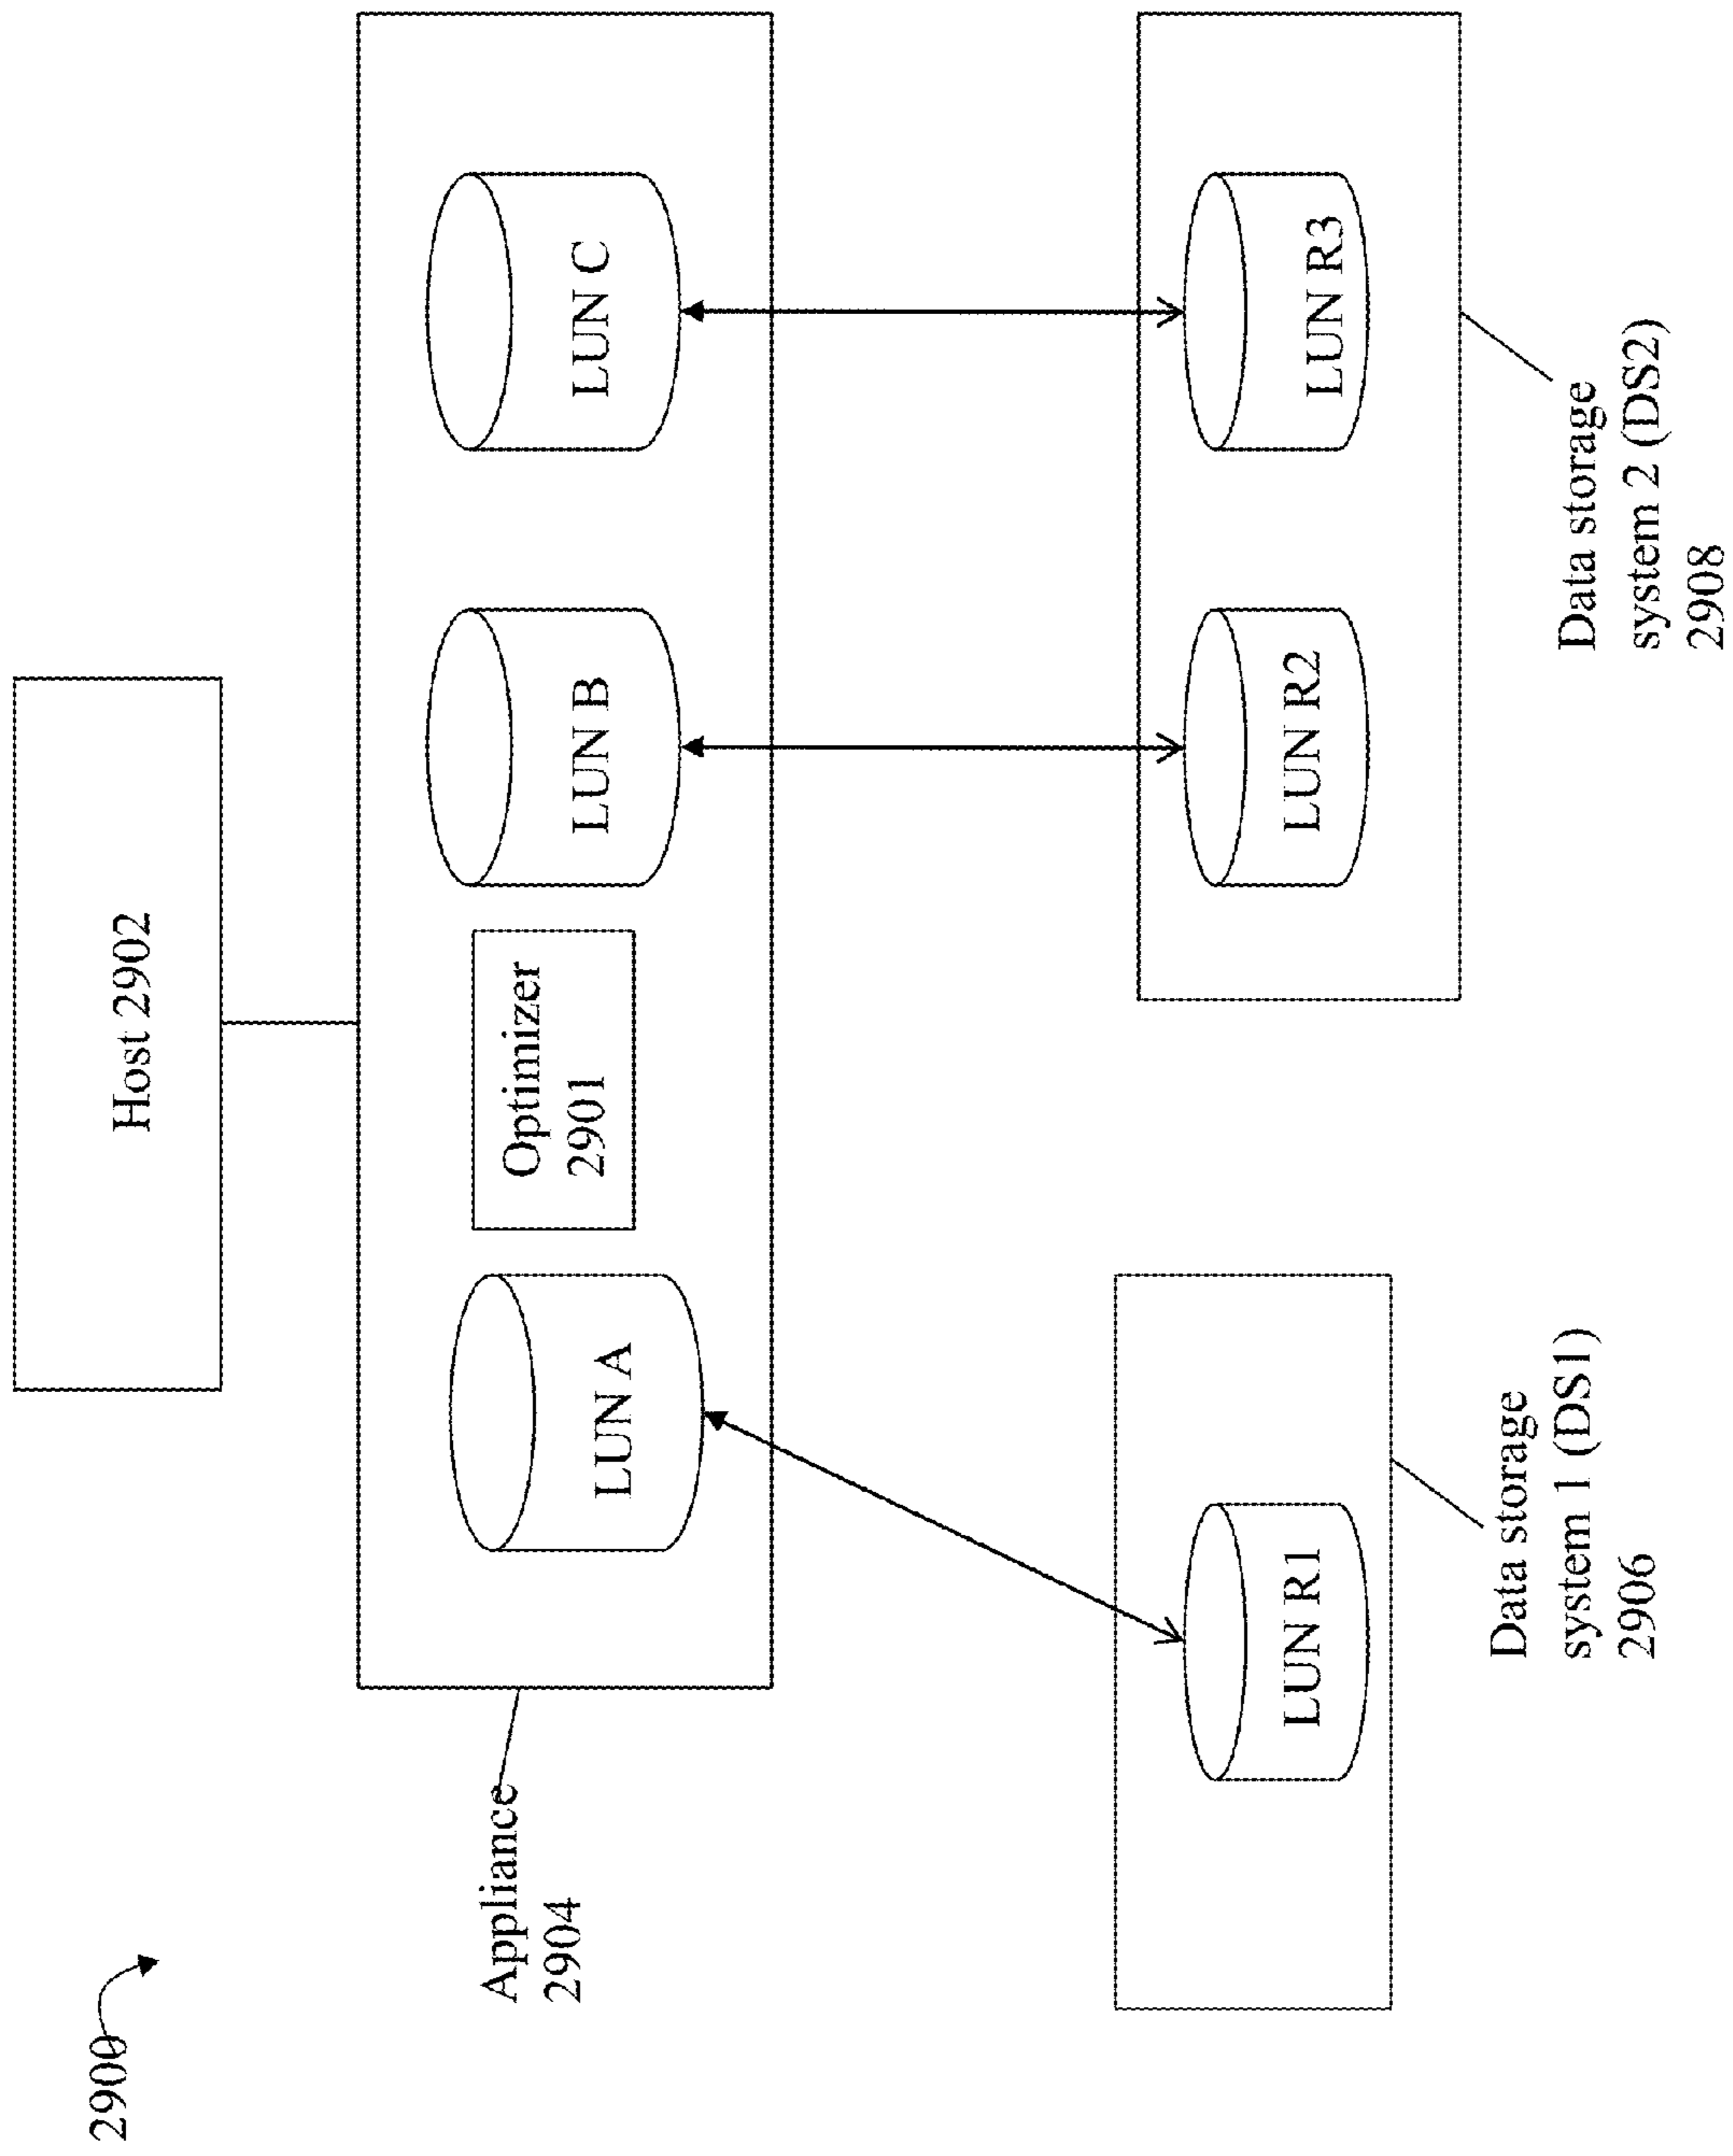 2900
Host 2902
Appliance
2904
LUN A
Optimizer
2901
LUN B
LUN C
LUN R1
LUN R2
LUN R3
Data storage
system 1 (DS1)
2906
Data storage
system 2 (DS2)
2908